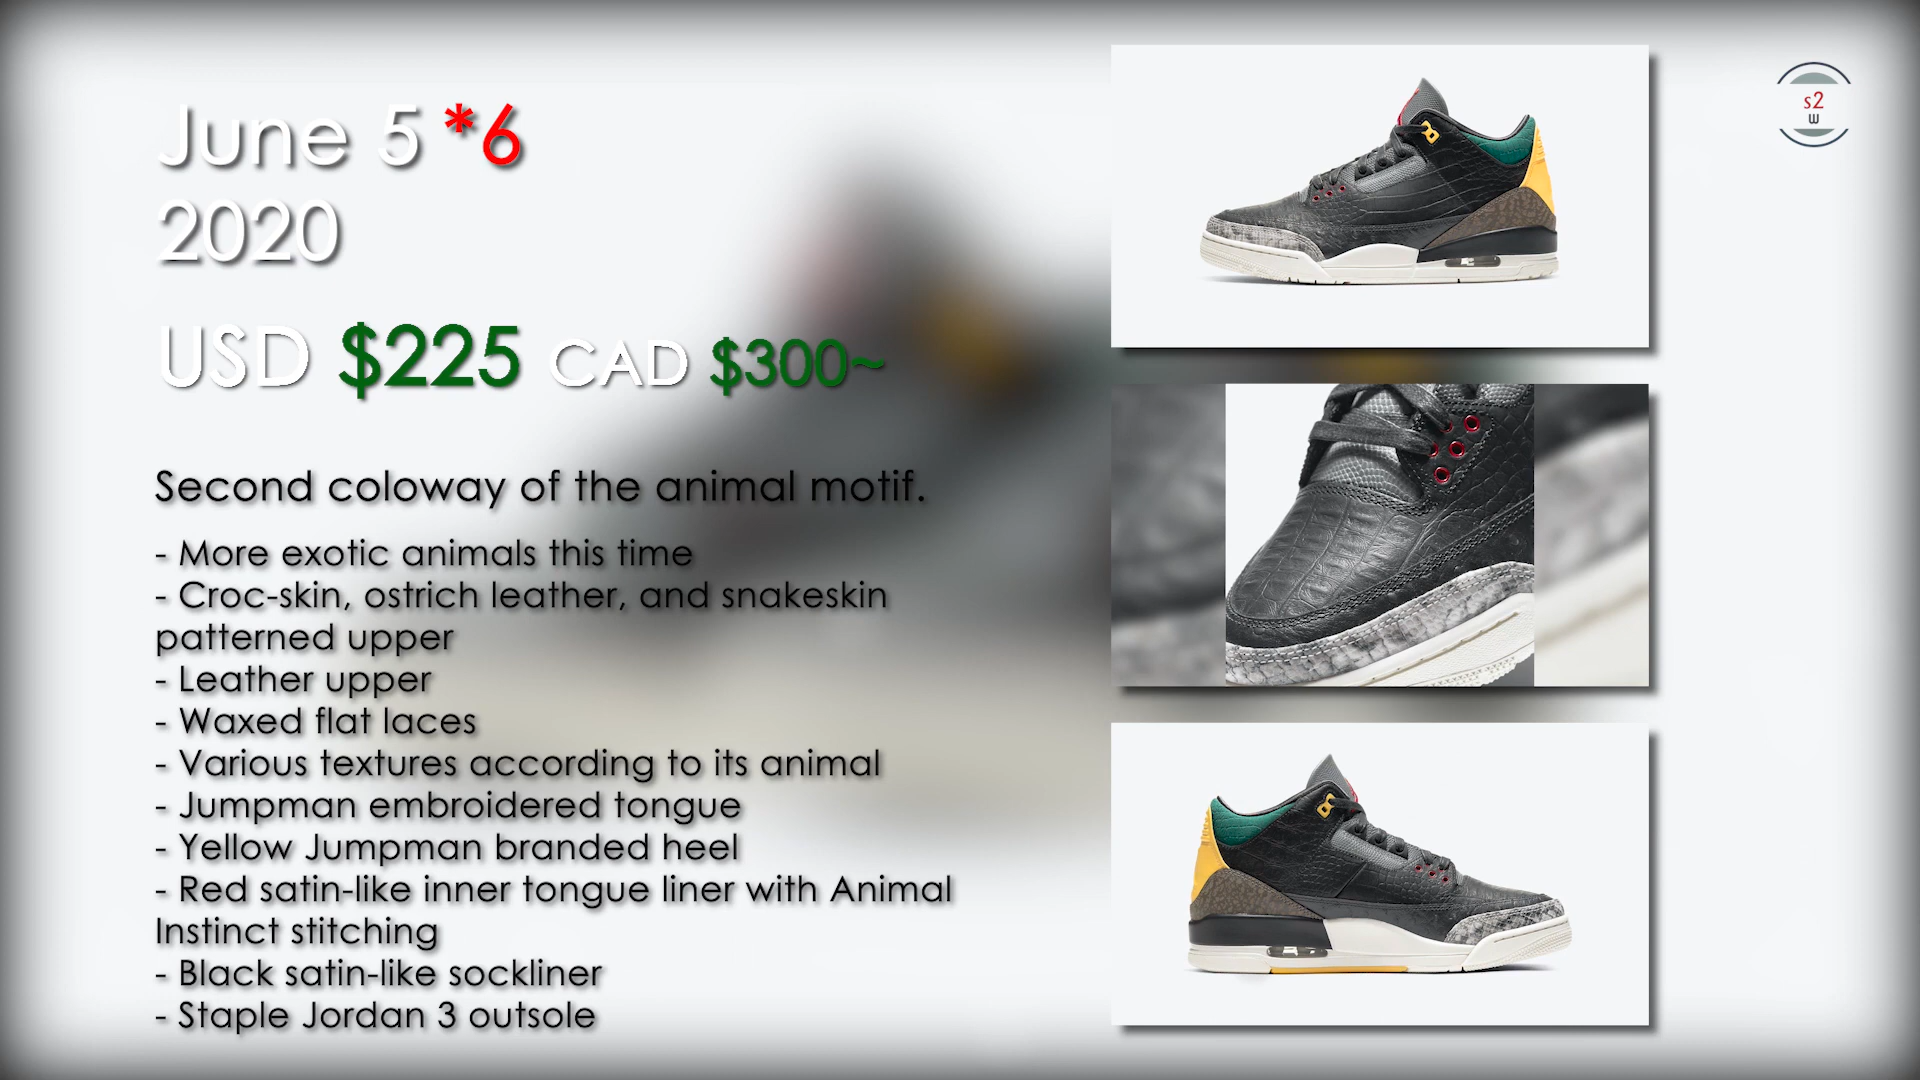 June 5 *6
2020
USD $225 CAD $300~
Second coloway of the animal motif.
- More exotic animals this time
- Croc-skin, ostrich leather, and snakeskin
patterned upper
- Leather upper
- Waxed flat laces
- Various textures according to its animal
- Jumpman embroidered tongue
- Yellow Jumpman branded heel
- Red satin-like inner tongue liner with Animal
Instinct stitching
- Black satin-like sockliner
- Staple Jordan 3 outsole
s2
w